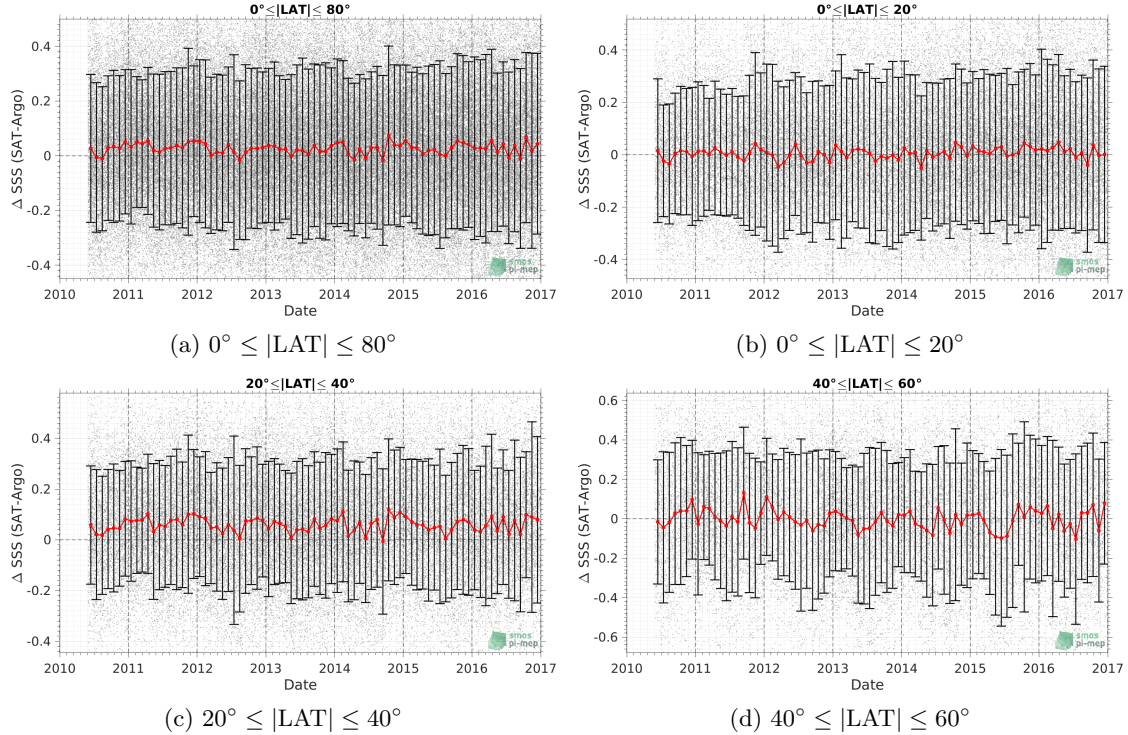 0°≤|LAT|≤ 80°
Δ SSS (SAT-Argo)
0.4
0.2
0
-0.2
-0.4
smos
pi-mep
2010 2011 2012 2013 2014 2015 2016 2017
Date
(a) 0° ≤ |LAT| ≤ 80°
0°≤|LAT|≤ 20°
Δ SSS (SAT-Argo)
0.4
0.2
0
-0.2
-0.4
smos
pi-mep
2010 2011 2012 2013 2014 2015 2016 2017
Date
(b) 0° ≤ |LAT| ≤ 20°
20°≤|LAT|≤ 40°
Δ SSS (SAT-Argo)
0.4
0.2
0
-0.2
-0.4
smos
pi-mep
2010 2011 2012 2013 2014 2015 2016 2017
Date
(c) 20° ≤ |LAT| ≤ 40°
40°≤|LAT|≤ 60°
Δ SSS (SAT-Argo)
0.6
0.4
0.2
0
-0.2
-0.4
-0.6
smos
pi-mep
2010 2011 2012 2013 2014 2015 2016 2017
Date
(d) 40° ≤ |LAT| ≤ 60°